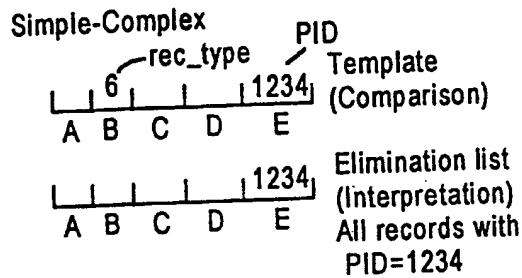 Simple-Complex
PID
rec_type
6
1234
Template
(Comparison)
A B C D E
1234
Elimination list
(Interpretation)
All records with
PID=1234
A B C D E